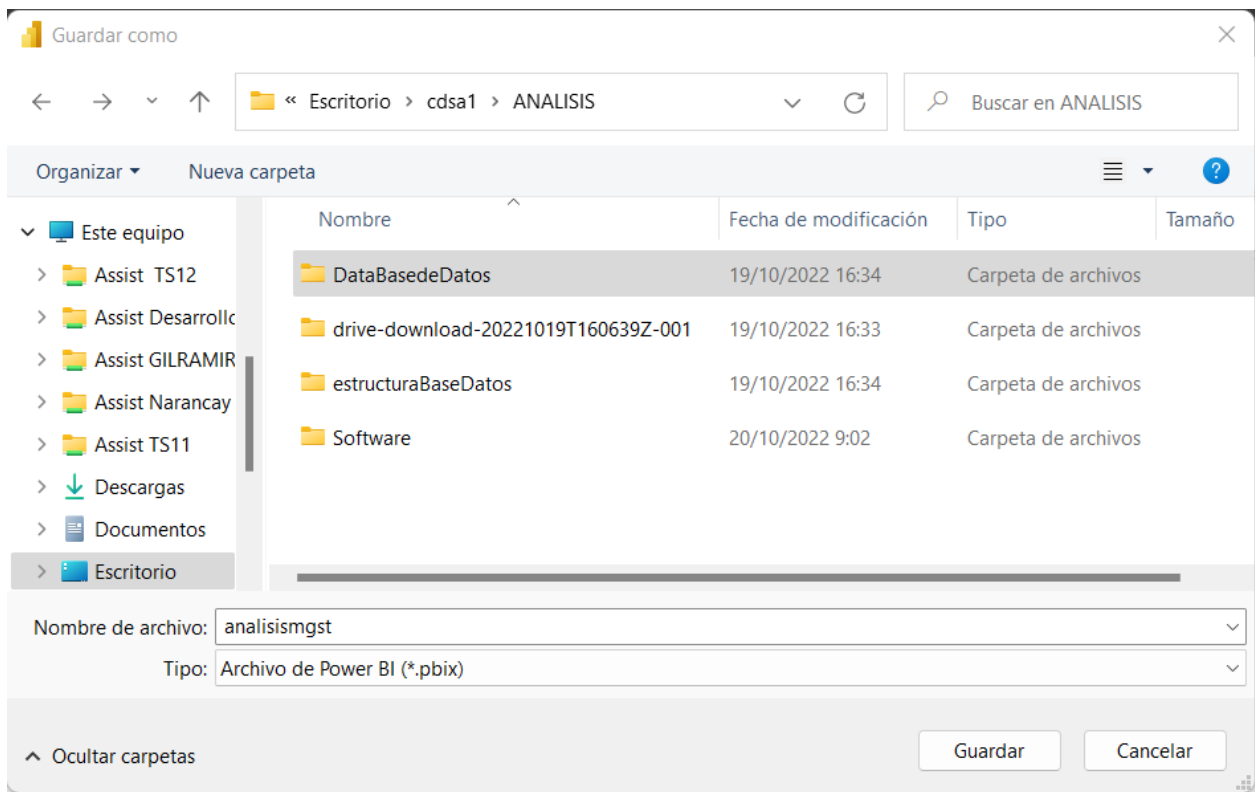 Guardar como
« Escritorio > cdsa1 > ANALISIS
Buscar en ANALISIS
Organizar
Nueva carpeta
?
Nombre
Fecha de modificación
Tipo
Tamaño
Este equipo
Assist TS12
Assist Desarrollo
Assist GILRAMIR
Assist Narancay
Assist TS11
Descargas
Documentos
Escritorio
DataBasedeDatos 19/10/2022 16:34 Carpeta de archivos
drive-download-20221019T160639Z-001 19/10/2022 16:33 Carpeta de archivos
estructuraBaseDatos 19/10/2022 16:34 Carpeta de archivos
Software 20/10/2022 9:02 Carpeta de archivos
Nombre de archivo: analisismgst
Tipo: Archivo de Power BI (*.pbix)
Ocultar carpetas
Guardar
Cancelar